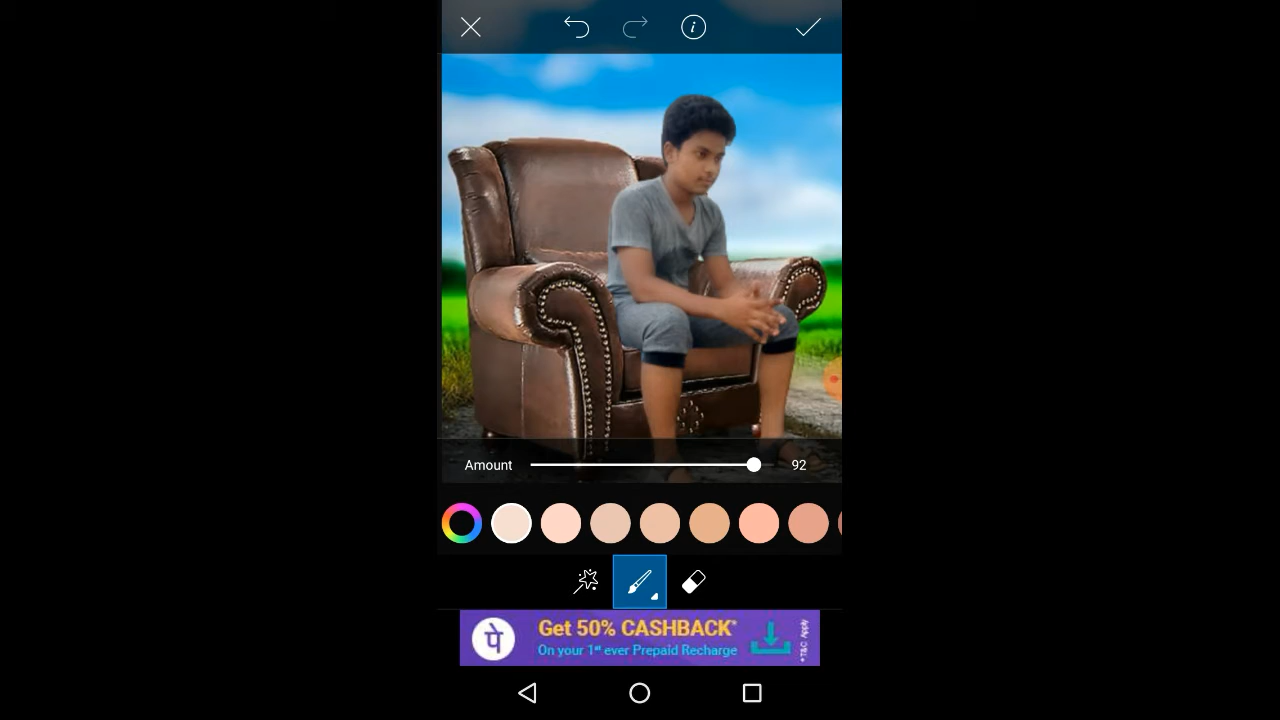 Amount 92
पे
Get 50% CASHBACK*
On your 1st ever Prepaid Recharge
*T&C Apply